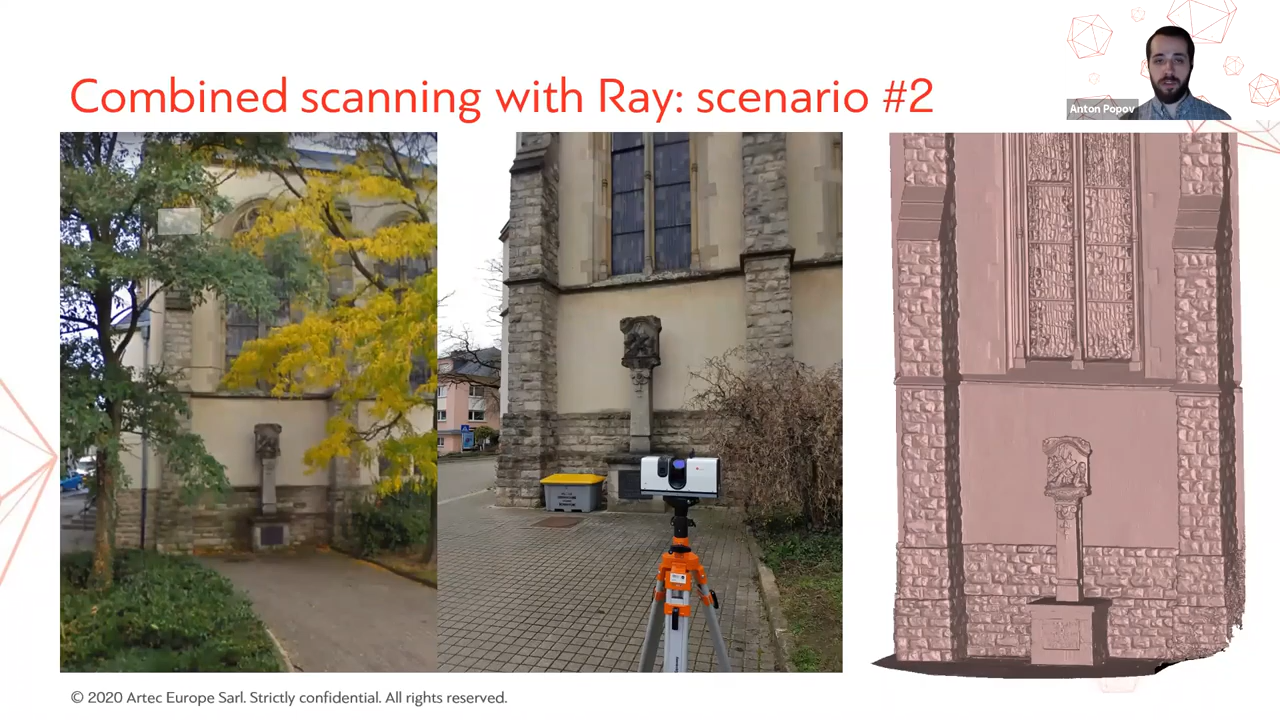 Combined scanning with Ray: scenario #2
Anton Popov
© 2020 Artec Europe Sarl. Strictly confidential. All rights reserved.